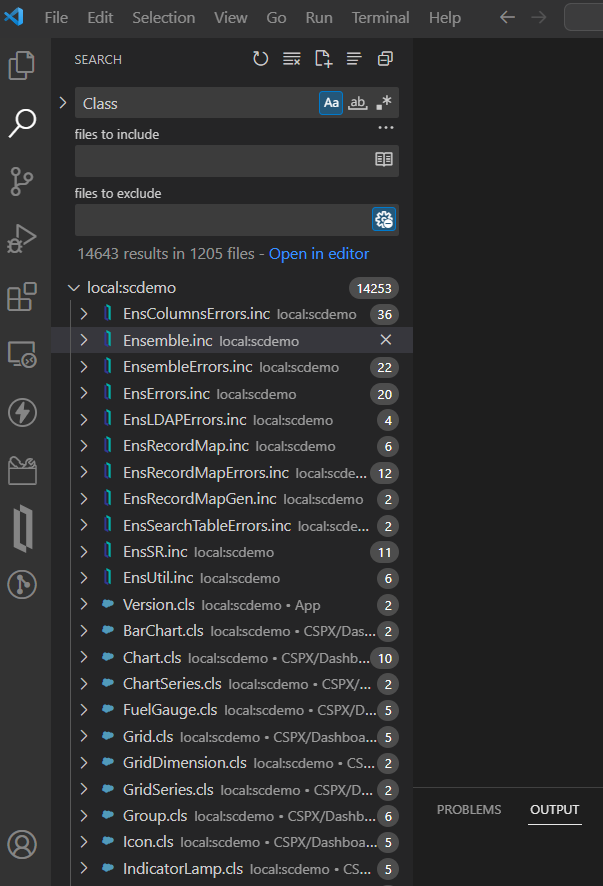 File Edit Selection View Go Run Terminal Help
SEARCH
Class Aa ab .*
files to include
files to exclude
14643 results in 1205 files - Open in editor
local:scdemo 14253
EnsColumnsErrors.inc local:scdemo 36
Ensemble.inc local:scdemo
EnsembleErrors.inc local:scdemo 22
EnsErrors.inc local:scdemo 20
EnsLDAPErrors.inc local:scdemo 4
EnsRecordMap.inc local:scdemo 6
EnsRecordMapErrors.inc local:scde... 12
EnsRecordMapGen.inc local:scdemo 2
EnsSearchTableErrors.inc local:scde... 2
EnsSR.inc local:scdemo 11
EnsUtil.inc local:scdemo 6
Version.cls local:scdemo • App 2
BarChart.cls local:scdemo • CSPX/Das... 2
Chart.cls local:scdemo • CSPX/Dashb... 10
ChartSeries.cls local:scdemo • CSPX/... 2
FuelGauge.cls local:scdemo • CSPX/D... 5
Grid.cls local:scdemo • CSPX/Dashboa... 5
GridDimension.cls local:scdemo • CS... 2
GridSeries.cls local:scdemo • CSPX/D... 2
Group.cls local:scdemo • CSPX/Dashboa... 6
Icon.cls local:scdemo • CSPX/Dashboa... 5
IndicatorLamp.cls local:scdemo • CS... 5
PROBLEMS OUTPUT